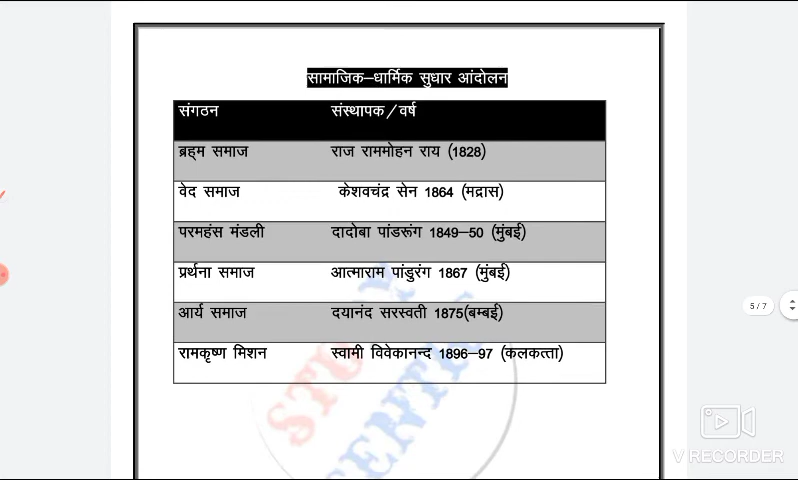 सामाजिक–धार्मिक सुधार आंदोलन
संगठन संस्थापक/वर्ष
ब्रह्म समाज राज राममोहन राय (1828)
वेद समाज केशवचंद्र सेन 1864 (मद्रास)
परमहंस मंडली दादोबा पांडरूंग 1849–50 (मुंबई)
प्रर्थना समाज आत्माराम पांडुरंग 1867 (मुंबई)
आर्य समाज दयानंद सरस्वती 1875(बम्बई)
रामकृष्ण मिशन स्वामी विवेकानन्द 1896–97 (कलकत्ता)
5 / 7
STUDY
CENTR
V RECORDER